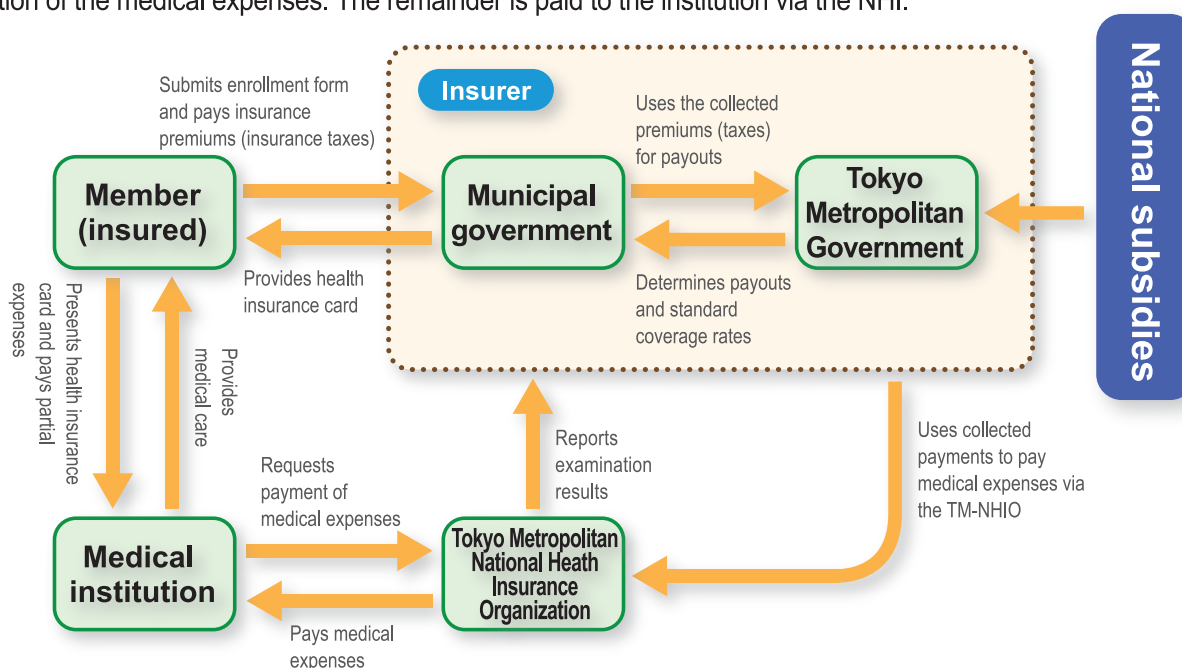 tion of the medical expenses. The remainder is paid to the institution via the NHI.
Submits enrollment form
and pays insurance
premiums (insurance taxes)
Insurer
Uses the collected
premiums (taxes)
for payouts
National subsidies
Member
(insured)
Municipal
government
Tokyo
Metropolitan
Government
Provides health
insurance card
Determines payouts
and standard
coverage rates
Presents health insurance
card and pays partial
expenses
Provides
medical care
Requests
payment of
medical expenses
Reports
examination
results
Uses collected
payments to pay
medical expenses via
the TM-NHIO
Medical
institution
Tokyo Metropolitan
National Heath
Insurance
Organization
Pays medical
expenses